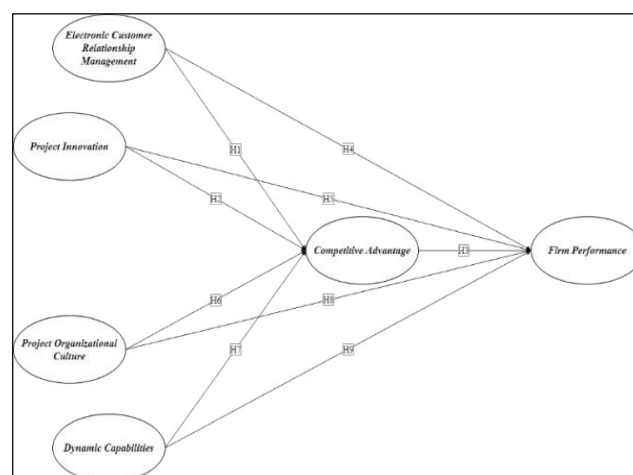 Electronic Customer
Relationship
Management
H4
Project Innovation
H1
H2
H5
Competitive Advantage
H3
Firm Performance
H6
H8
Project Organizational
Culture
H7
H9
Dynamic Capabilities